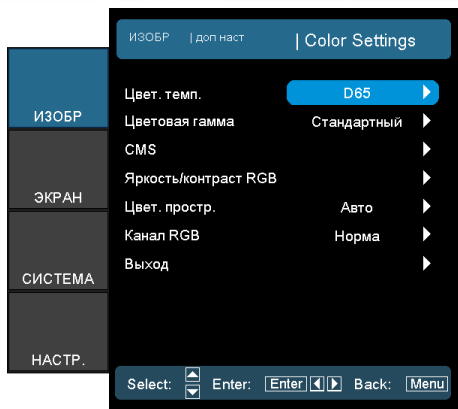 ИЗОБР | доп наст | Color Settings
ИЗОБР
ЭКРАН
СИСТЕМА
НАСТР.
Цвет. темп. D65
Цветовая гамма Стандартный
CMS
Яркость/контраст RGB
Цвет. простр. Авто
Канал RGB Норма
Выход
Select: Enter: Enter Back: Menu